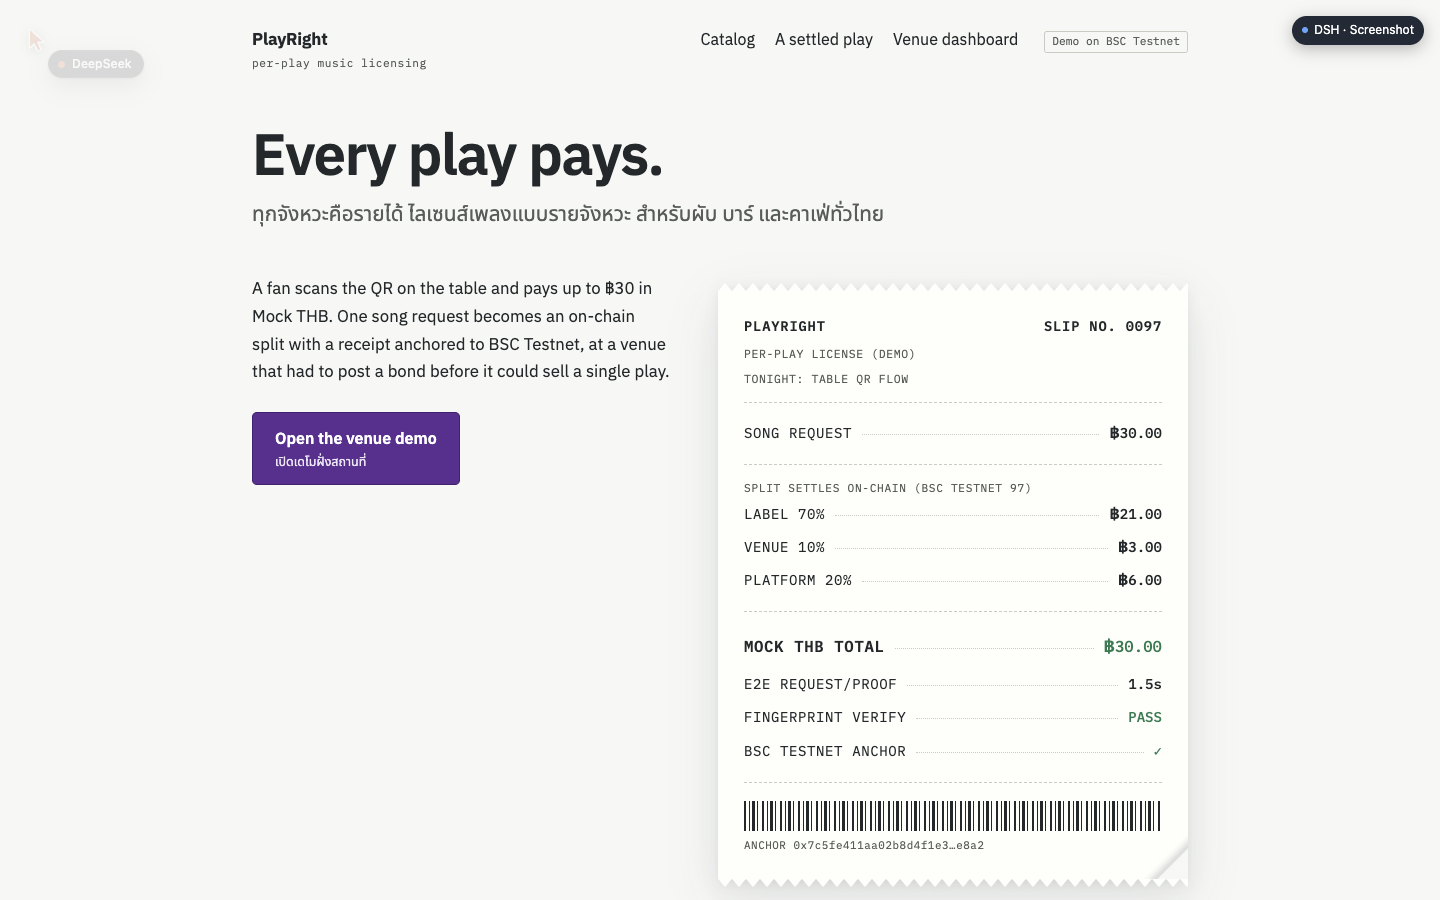 DeepSeek
PlayRight
per-play music licensing
Catalog
A settled play
Venue dashboard
Demo on BSC Testnet
DSH · Screenshot
Every play pays.
ทุกจังหวะคือรายได้ ไลเซนส์เพลงแบบรายจังหวะ สำหรับผับ บาร์ และคาเฟ่ทั่วไทย
A fan scans the QR on the table and pays up to ฿30 in
Mock THB. One song request becomes an on-chain
split with a receipt anchored to BSC Testnet, at a venue
that had to post a bond before it could sell a single play.
Open the venue demo
เปิดเดโมฝั่งสถานที่
PLAYRIGHT SLIP NO. 0097
PER-PLAY LICENSE (DEMO)
TONIGHT: TABLE QR FLOW
SONG REQUEST ฿30.00
SPLIT SETTLES ON-CHAIN (BSC TESTNET 97)
LABEL 70% ฿21.00
VENUE 10% ฿3.00
PLATFORM 20% ฿6.00
MOCK THB TOTAL ฿30.00
E2E REQUEST/PROOF 1.5s
FINGERPRINT VERIFY PASS
BSC TESTNET ANCHOR ✓
ANCHOR 0x7c5fe411aa02b8d4f1e3…e8a2